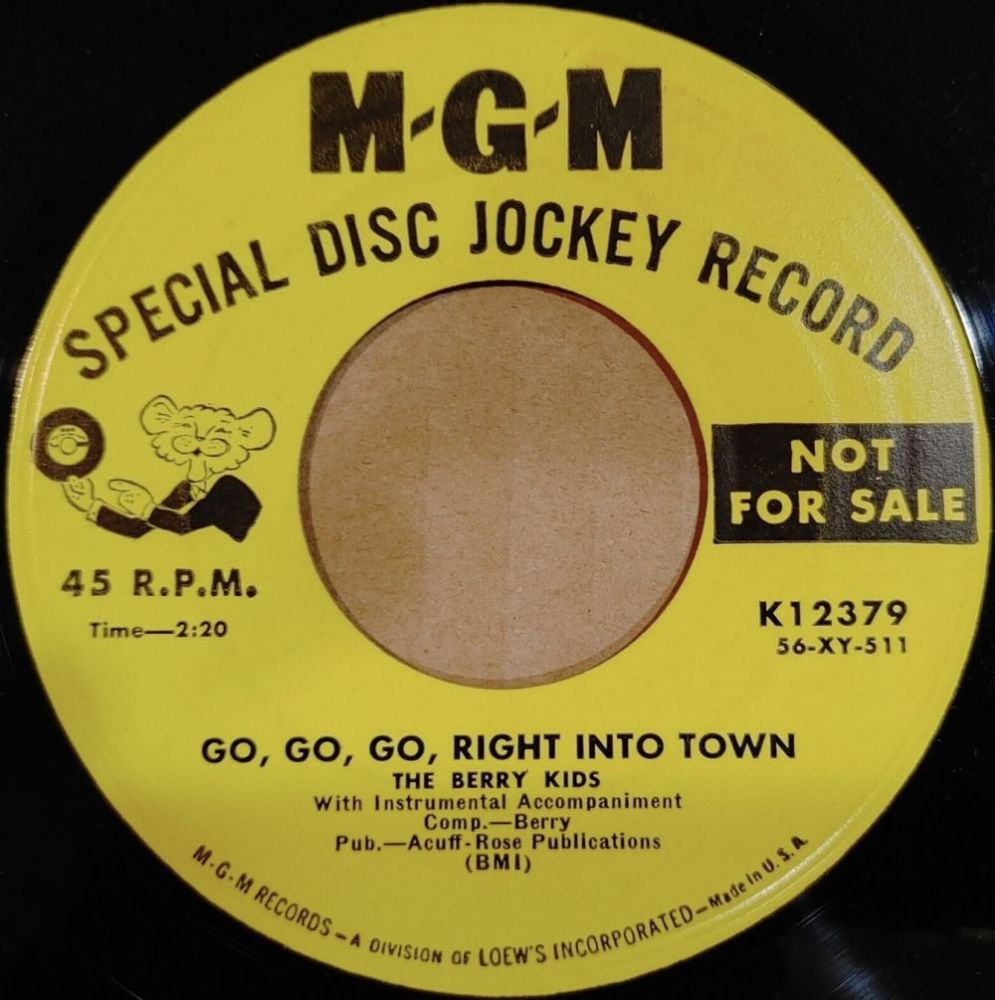 M-G-M
SPECIAL DISC JOCKEY RECORD
NOT
FOR SALE
45 R.P.M.
Time—2:20
K12379
56-XY-511
GO, GO, GO, RIGHT INTO TOWN
THE BERRY KIDS
With Instrumental Accompaniment
Comp.—Berry
Pub.—Acuff-Rose Publications
(BMI)
M-G-M RECORDS – A DIVISION OF LOEW'S INCORPORATED – Made in U.S.A.